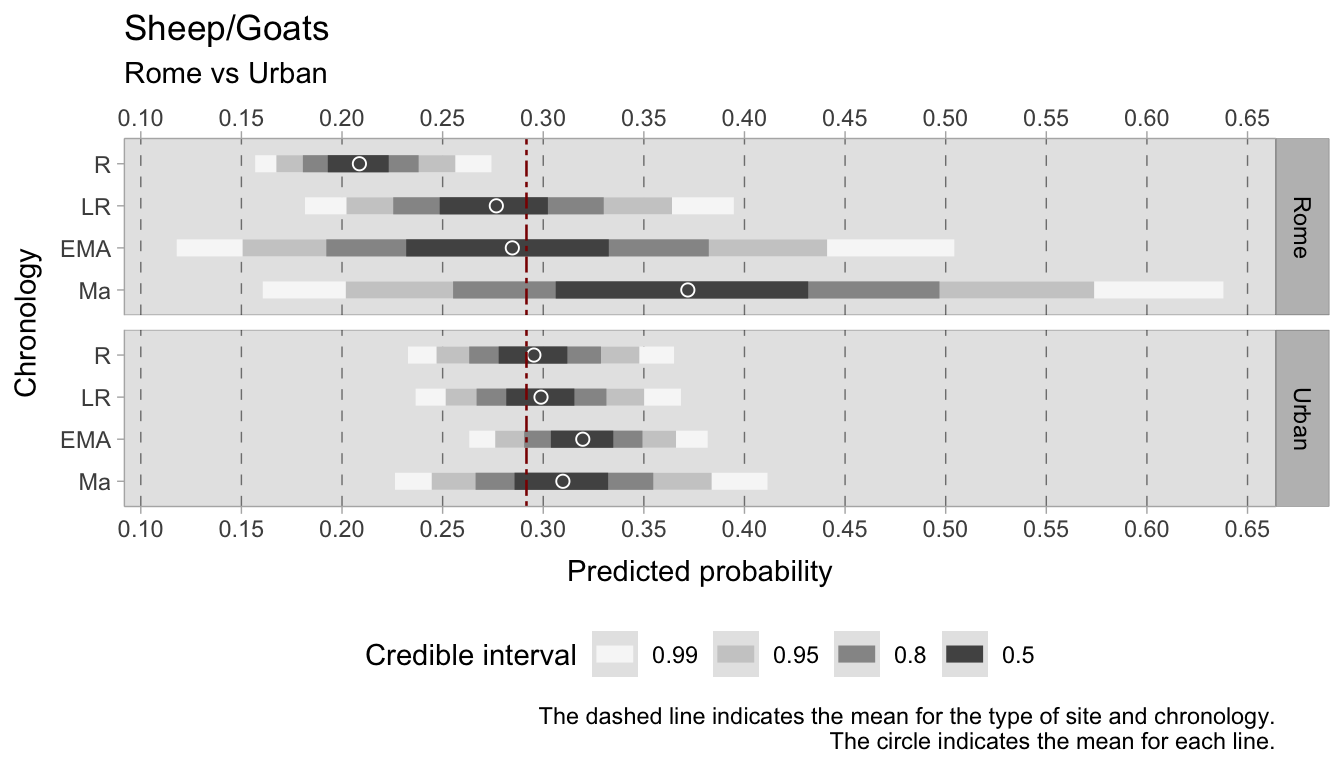 Sheep/Goats
Rome vs Urban
0.10 0.15 0.20 0.25 0.30 0.35 0.40 0.45 0.50 0.55 0.60 0.65
R
LR
EMA
Ma
Rome
Chronology
R
LR
EMA
Ma
Urban
0.10 0.15 0.20 0.25 0.30 0.35 0.40 0.45 0.50 0.55 0.60 0.65
Predicted probability
Credible interval 0.99 0.95 0.8 0.5
The dashed line indicates the mean for the type of site and chronology.
The circle indicates the mean for each line.